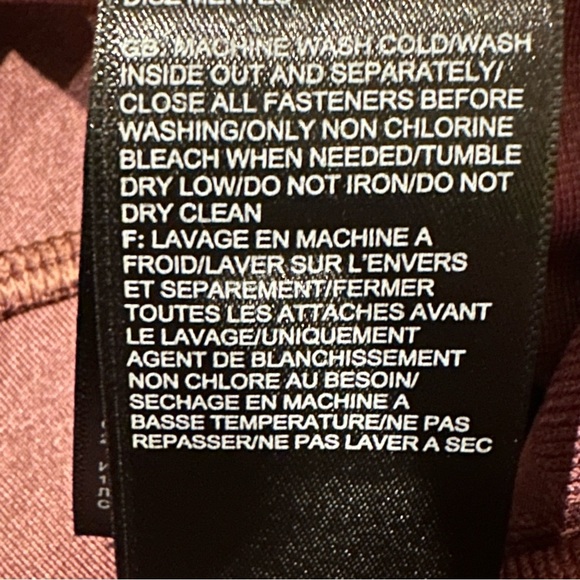 GB: MACHINE WASH COLD/WASH
INSIDE OUT AND SEPARATELY/
CLOSE ALL FASTENERS BEFORE
WASHING/ONLY NON CHLORINE
BLEACH WHEN NEEDED/TUMBLE
DRY LOW/DO NOT IRON/DO NOT
DRY CLEAN
F: LAVAGE EN MACHINE A
FROID/LAVER SUR L'ENVERS
ET SEPAREMENT/FERMER
TOUTES LES ATTACHES AVANT
LE LAVAGE/UNIQUEMENT
AGENT DE BLANCHISSEMENT
NON CHLORE AU BESOIN/
SECHAGE EN MACHINE A
BASSE TEMPERATURE/NE PAS
REPASSER/NE PAS LAVER A SEC